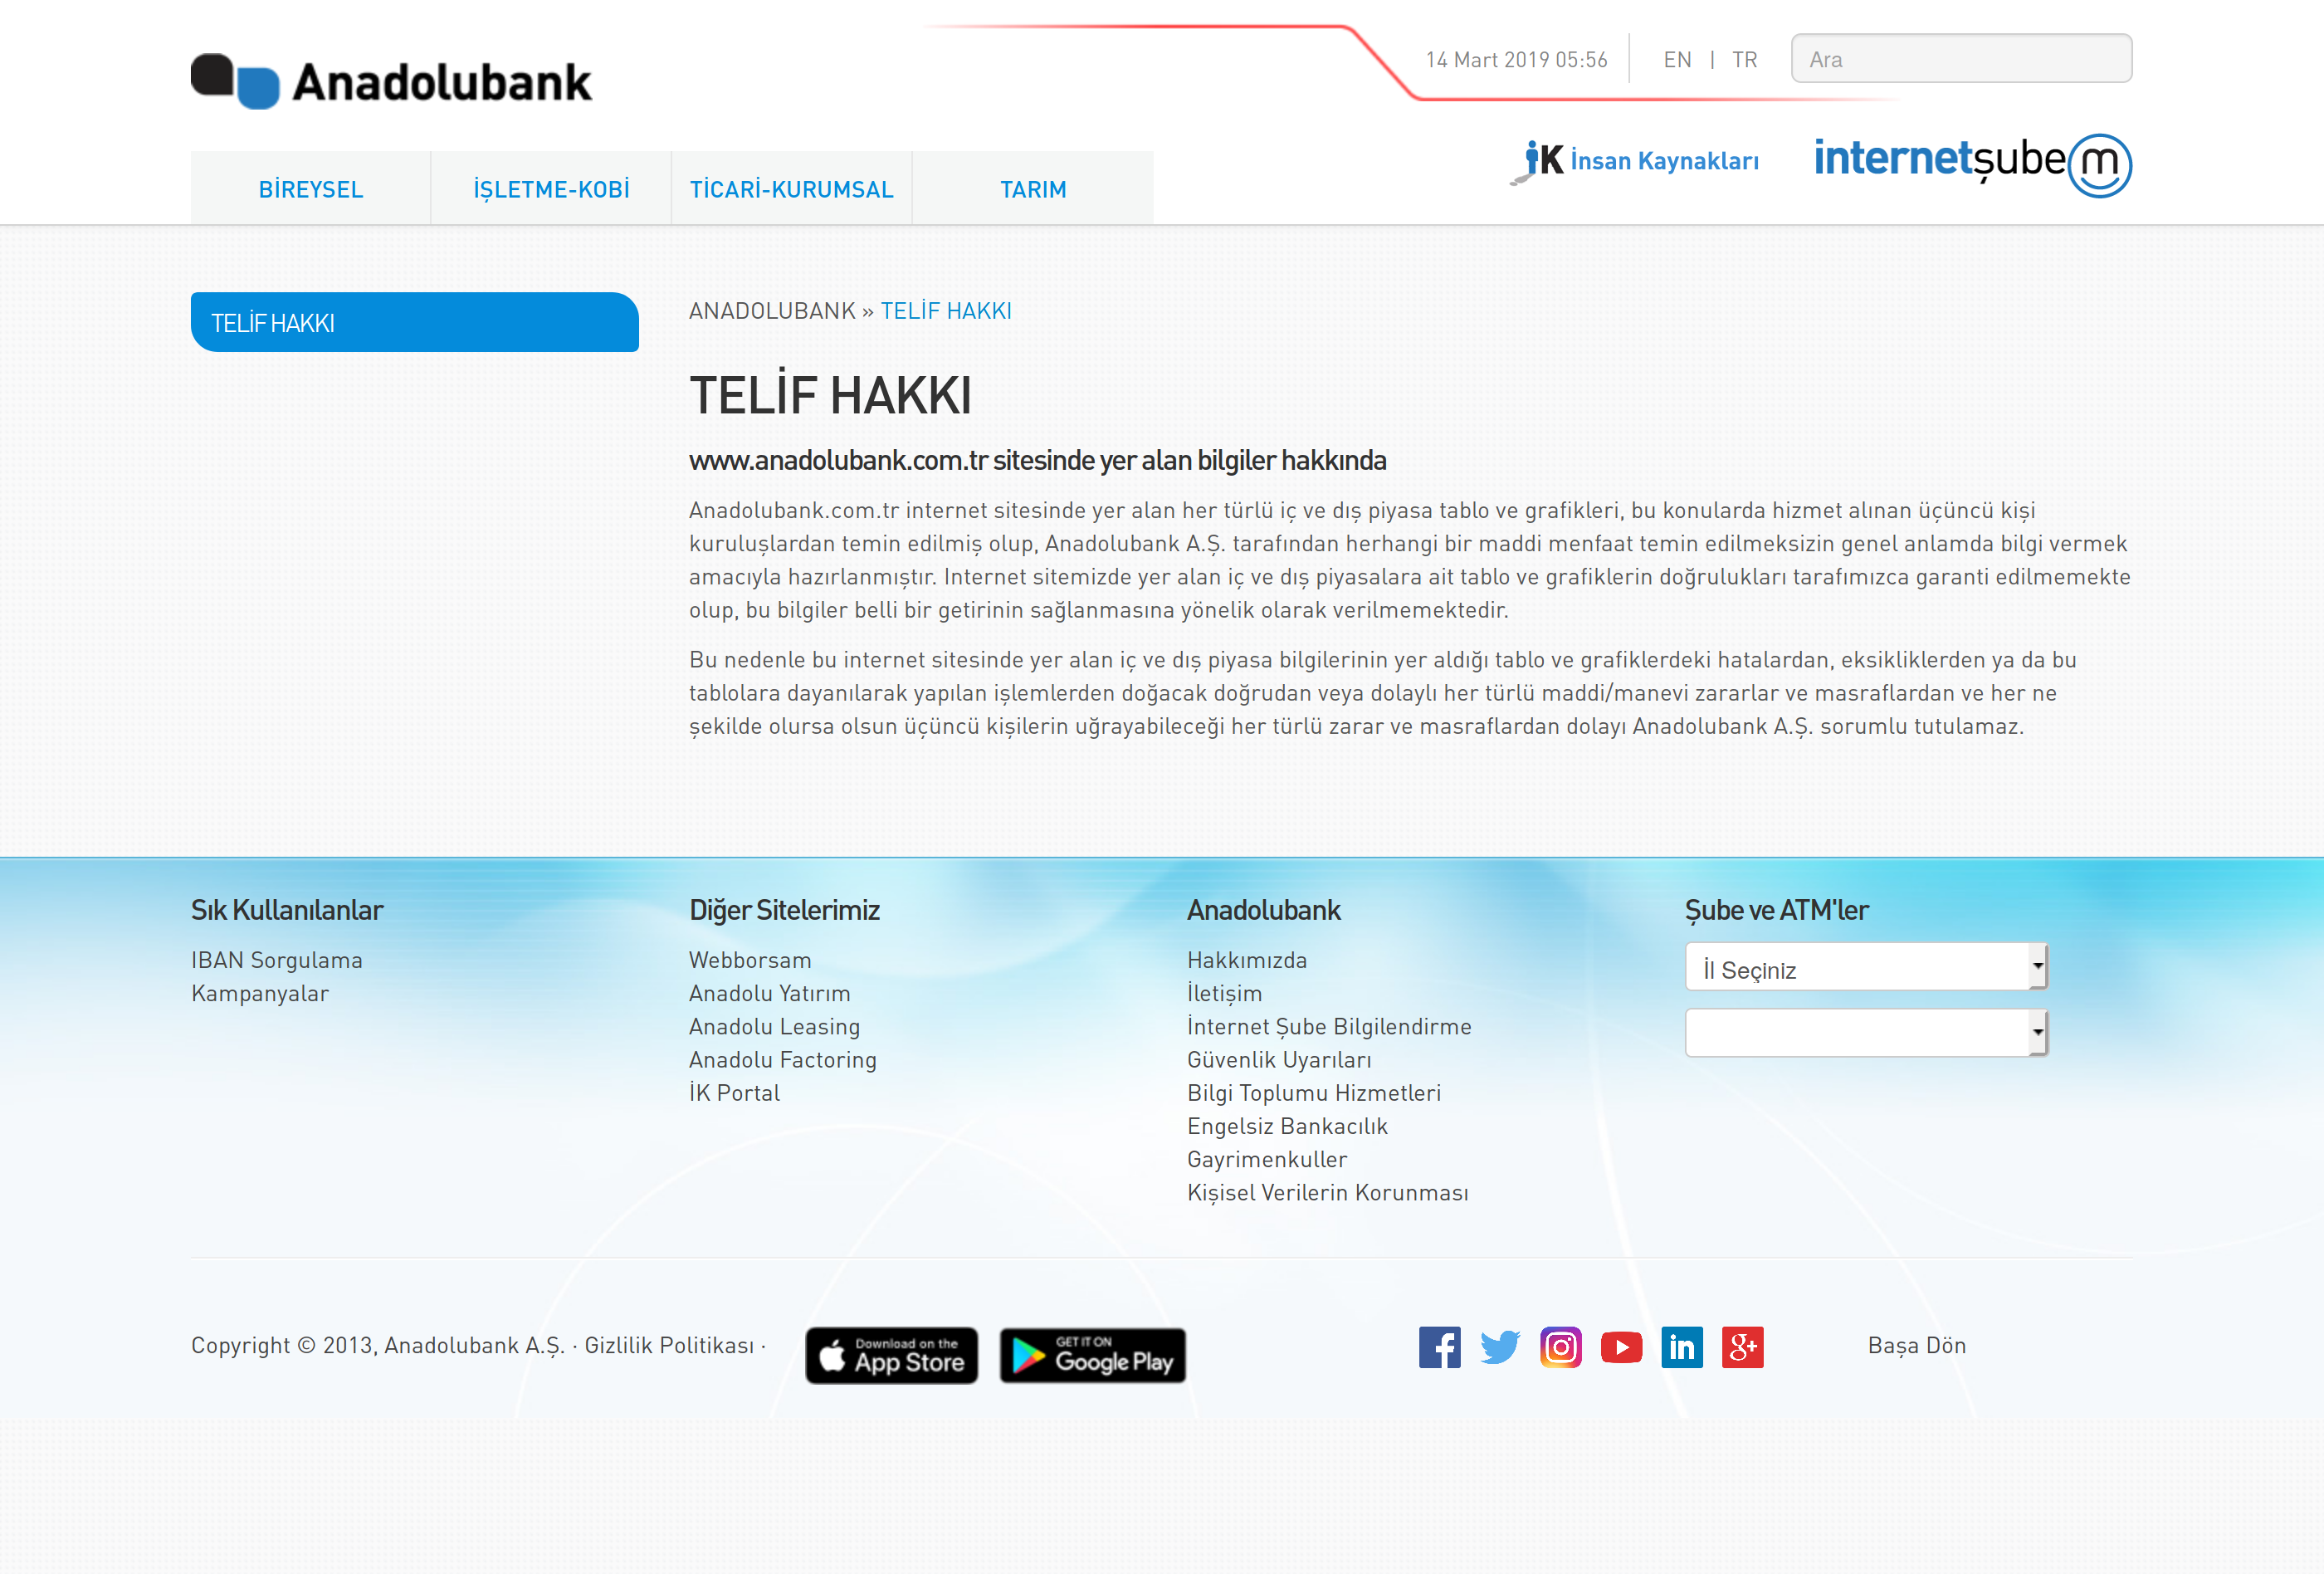 Anadolubank
14 Mart 2019 05:56
EN | TR
Ara
İK İnsan Kaynakları
internetşubem
BİREYSEL
İŞLETME-KOBİ
TİCARİ-KURUMSAL
TARIM
TELİF HAKKI
ANADOLUBANK » TELİF HAKKI
TELİF HAKKI
www.anadolubank.com.tr sitesinde yer alan bilgiler hakkında
Anadolubank.com.tr internet sitesinde yer alan her türlü iç ve dış piyasa tablo ve grafikleri, bu konularda hizmet alınan üçüncü kişi
kuruluşlardan temin edilmiş olup, Anadolubank A.Ş. tarafından herhangi bir maddi menfaat temin edilmeksizin genel anlamda bilgi vermek
amacıyla hazırlanmıştır. Internet sitemizde yer alan iç ve dış piyasalara ait tablo ve grafiklerin doğrulukları tarafımızca garanti edilmemekte
olup, bu bilgiler belli bir getirinin sağlanmasına yönelik olarak verilmemektedir.
Bu nedenle bu internet sitesinde yer alan iç ve dış piyasa bilgilerinin yer aldığı tablo ve grafiklerdeki hatalardan, eksikliklerden ya da bu
tablolara dayanılarak yapılan işlemlerden doğacak doğrudan veya dolaylı her türlü maddi/manevi zararlar ve masraflardan ve her ne
şekilde olursa olsun üçüncü kişilerin uğrayabileceği her türlü zarar ve masraflardan dolayı Anadolubank A.Ş. sorumlu tutulamaz.
Sık Kullanılanlar
IBAN Sorgulama
Kampanyalar
Diğer Sitelerimiz
Webborsam
Anadolu Yatırım
Anadolu Leasing
Anadolu Factoring
İK Portal
Anadolubank
Hakkımızda
İletişim
İnternet Şube Bilgilendirme
Güvenlik Uyarıları
Bilgi Toplumu Hizmetleri
Engelsiz Bankacılık
Gayrimenkuller
Kişisel Verilerin Korunması
Şube ve ATM'ler
İl Seçiniz
Copyright © 2013, Anadolubank A.Ş. · Gizlilik Politikası ·
Download on the
App Store
GET IT ON
Google Play
Başa Dön